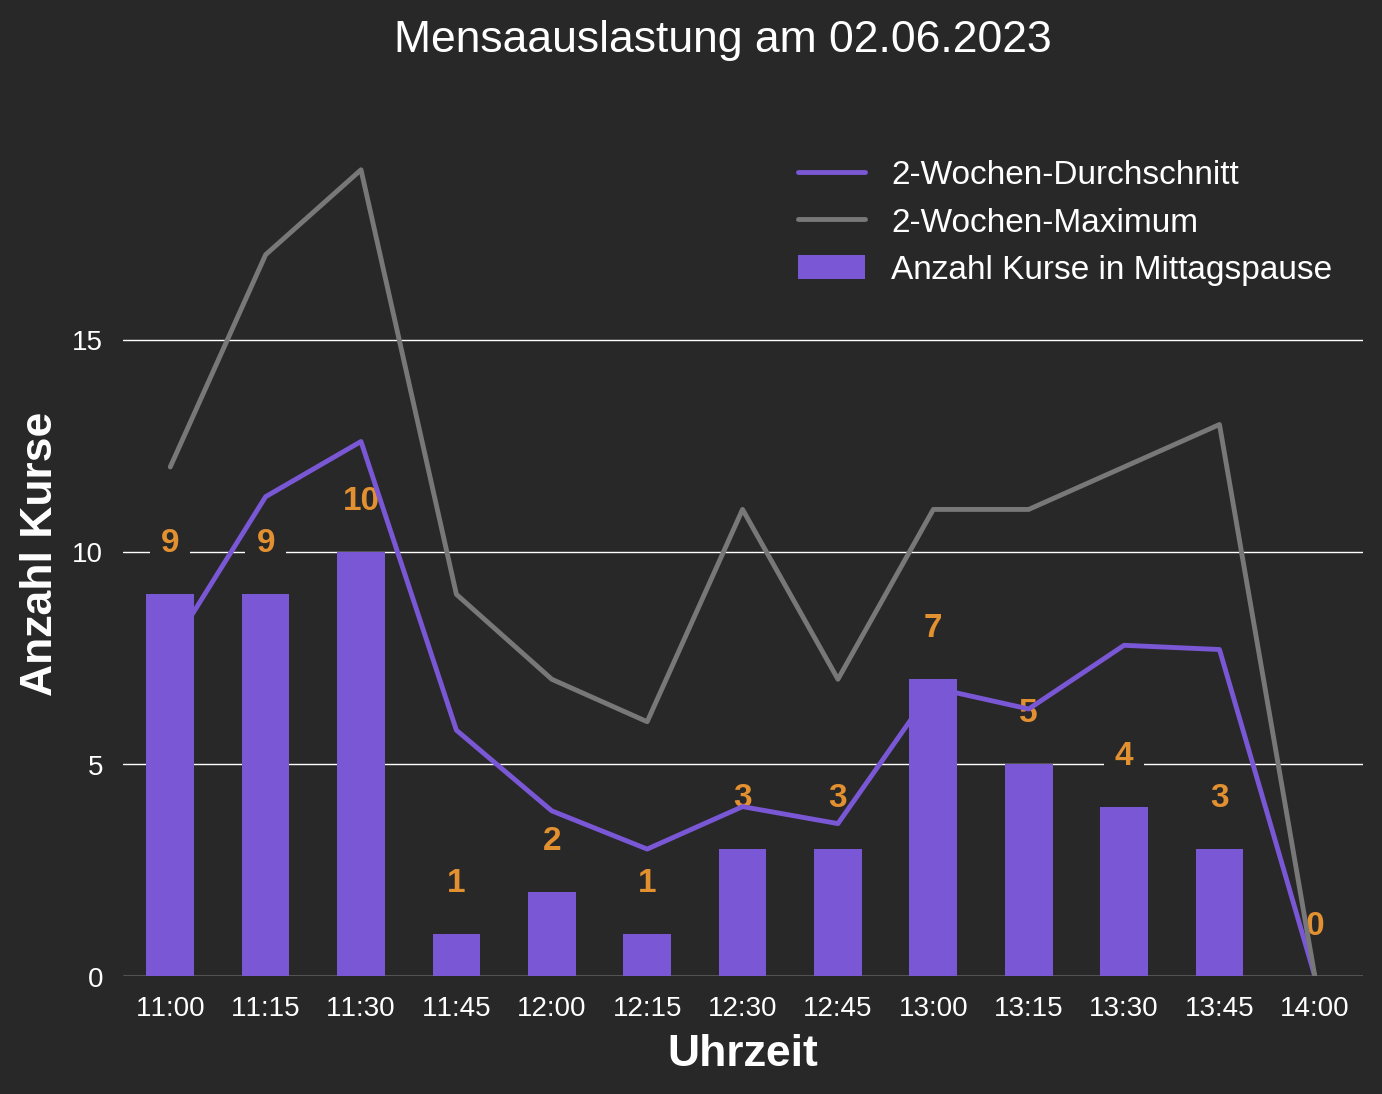 Mensaauslastung am 02.06.2023
2-Wochen-Durchschnitt
2-Wochen-Maximum
Anzahl Kurse in Mittagspause
Anzahl Kurse
15
10
5
0
9
9
10
1
2
1
3
3
7
5
4
3
0
11:00 11:15 11:30 11:45 12:00 12:15 12:30 12:45 13:00 13:15 13:30 13:45 14:00
Uhrzeit